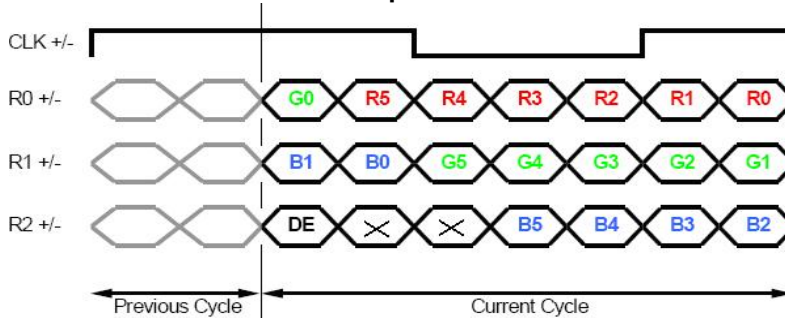 CLK +/-
R0 +/- G0 R5 R4 R3 R2 R1 R0
R1 +/- B1 B0 G5 G4 G3 G2 G1
R2 +/- DE B5 B4 B3 B2
Previous Cycle Current Cycle